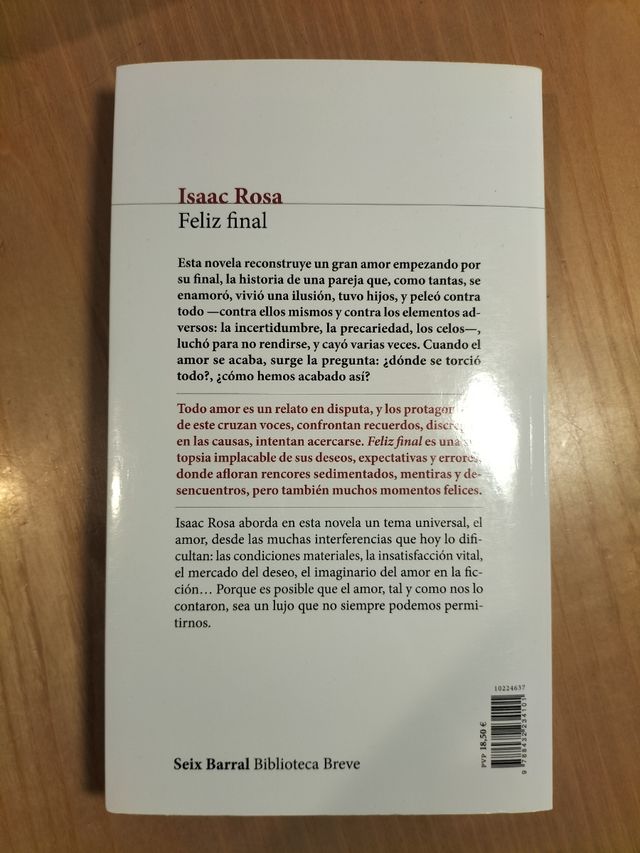 Isaac Rosa
Feliz final
Esta novela reconstruye un gran amor empezando por
su final, la historia de una pareja que, como tantas, se
enamoró, vivió una ilusión, tuvo hijos, y peleó contra
todo —contra ellos mismos y contra los elementos ad-
versos: la incertidumbre, la precariedad, los celos—,
luchó para no rendirse, y cayó varias veces. Cuando el
amor se acaba, surge la pregunta: ¿dónde se torció
todo?, ¿cómo hemos acabado así?
Todo amor es un relato en disputa, y los
de este cruzan voces, confrontan recuerdos,
en las causas, intentan acercarse. Feliz final es una
topsia implacable de sus deseos, expectativas y errores,
donde afloran rencores sedimentados, mentiras y de-
sencuentros, pero también muchos momentos felices.
Isaac Rosa aborda en esta novela un tema universal, el
amor, desde las muchas interferencias que hoy lo difi-
cultan: las condiciones materiales, la insatisfacción vital,
el mercado del deseo, el imaginario del amor en la fic-
ción… Porque es posible que el amor, tal y como nos lo
contaron, sea un lujo que no siempre podemos permi-
tirnos.
Seix Barral Biblioteca Breve
PVP 18,50 €
10224637
9 788432 234101